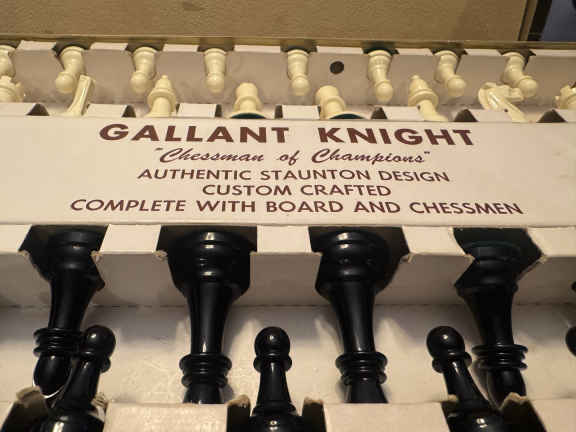 GALLANT KNIGHT
"Chessman of Champions"
AUTHENTIC STAUNTON DESIGN
CUSTOM CRAFTED
COMPLETE WITH BOARD AND CHESSMEN